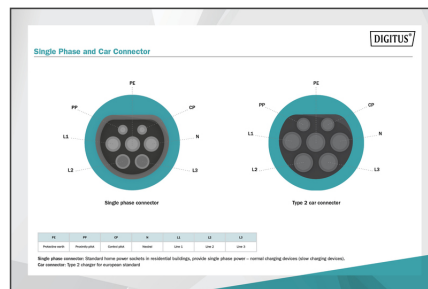 DIGITUS®
Single Phase and Car Connector
PE
PP
CP
L1
N
L2
L3
Single phase connector
PE
PP
CP
L1
N
L2
L3
Type 2 car connector
PE PP CP N L1 L2 L3
Protective earth Proximity pilot Control pilot Neutral Line 1 Line 2 Line 3
Single phase connector: Standard home power sockets in residential buildings, provide single phase power – normal charging devices (slow charging devices).
Car connector: Type 2 charger for european standard